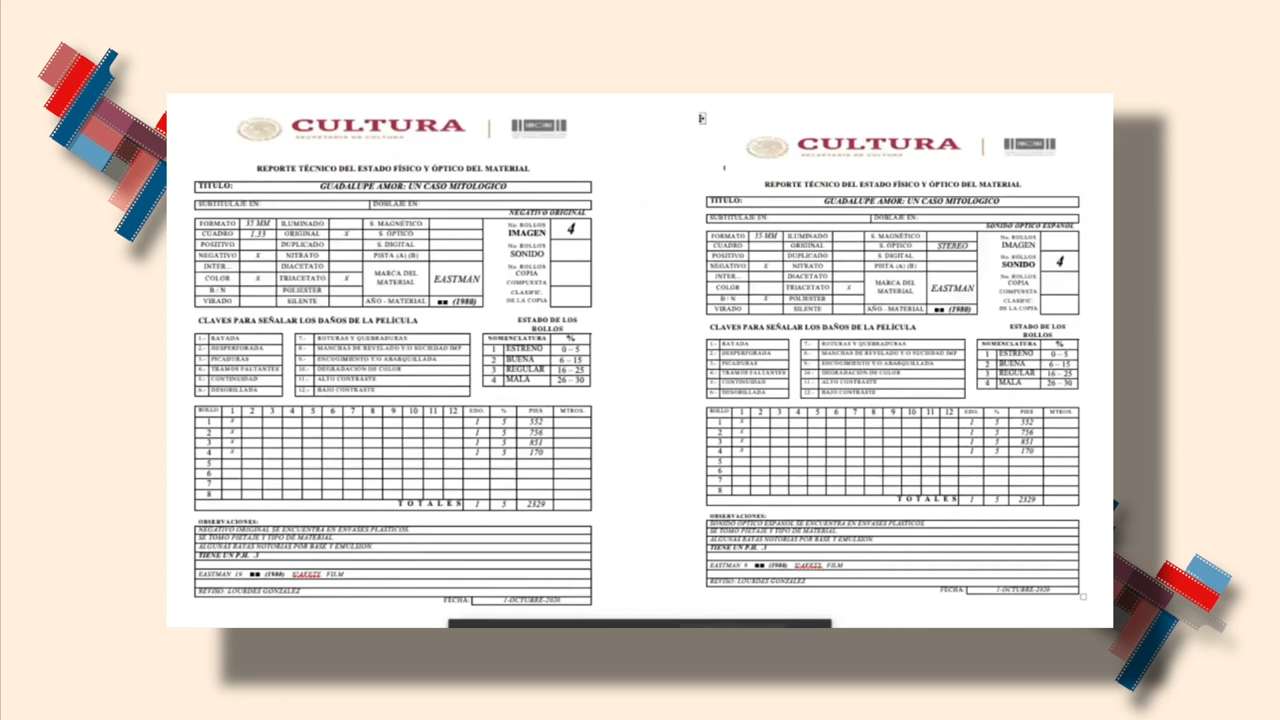 CULTURA
SECRETARÍA DE CULTURA
REPORTE TÉCNICO DEL ESTADO FÍSICO Y ÓPTICO DEL MATERIAL
TITULO: GUADALUPE AMOR: UN CASO MITOLOGICO
SUBTITULAJE EN: DOBLAJE EN:
NEGATIVO ORIGINAL
FORMATO 35 MM ILUMINADO S. MAGNÉTICO No. ROLLOS IMAGEN 4
CUADRO 1.33 ORIGINAL X S. ÓPTICO
POSITIVO DUPLICADO S. DIGITAL No. ROLLOS SONIDO
NEGATIVO X NITRATO PISTA (A) (B)
INTER... DIACETATO MARCA DEL MATERIAL EASTMAN No. ROLLOS COPIA COMPUESTA
COLOR X TRIACETATO X
B / N POLIESTER CLASIFIC. DE LA COPIA
VIRADO SILENTE AÑO - MATERIAL ■■ (1980)
CLAVES PARA SEÑALAR LOS DAÑOS DE LA PELÍCULA
ESTADO DE LOS ROLLOS
1.- RAYADA 7.- ROTURAS Y QUEBRADURAS NOMENCLATURA %
2.- DESPERFORADA 8.- MANCHAS DE REVELADO Y/O SUCIEDAD IMP 1 ESTRENO 0 – 5
3.- PICADURAS 9.- ENCOGIMIENTO Y/O ABARQUILLADA 2 BUENA 6 – 15
4.- TRAMOS FALTANTES 10.- DEGRADACIÓN DE COLOR 3 REGULAR 16 – 25
5.- CONTINUIDAD 11.- ALTO CONTRASTE 4 MALA 26 – 30
6.- DESORILLADA 12.- BAJO CONTRASTE
ROLLO 1 2 3 4 5 6 7 8 9 10 11 12 EDO. % PIES MTROS.
1 X 1 5 552
2 X 1 5 756
3 X 1 5 851
4 X 1 5 170
5
6
7
8
TOTALES 1 5 2329
OBSERVACIONES:
NEGATIVO ORIGINAL SE ENCUENTRA EN ENVASES PLASTICOS.
SE TOMO PIETAJE Y TIPO DE MATERIAL.
ALGUNAS RAYAS NOTORIAS POR BASE Y EMULSION.
TIENE UN P.H. .3
EASTMAN 19 ■■ (1980) S'AFETE FILM
REVISO: LOURDES GONZALEZ
FECHA: 1-OCTUBRE-2020
CULTURA
SECRETARÍA DE CULTURA
REPORTE TÉCNICO DEL ESTADO FÍSICO Y ÓPTICO DEL MATERIAL
TITULO: GUADALUPE AMOR: UN CASO MITOLOGICO
SUBTITULAJE EN: DOBLAJE EN:
SONIDO OPTICO ESPAÑOL
FORMATO 35 MM ILUMINADO S. MAGNÉTICO No. ROLLOS IMAGEN
CUADRO ORIGINAL S. ÓPTICO STEREO
POSITIVO DUPLICADO S. DIGITAL No. ROLLOS SONIDO 4
NEGATIVO X NITRATO PISTA (A) (B)
INTER... DIACETATO MARCA DEL MATERIAL EASTMAN No. ROLLOS COPIA COMPUESTA
COLOR TRIACETATO X
B / N X POLIESTER CLASIFIC. DE LA COPIA
VIRADO SILENTE AÑO - MATERIAL ■■ (1980)
CLAVES PARA SEÑALAR LOS DAÑOS DE LA PELÍCULA
ESTADO DE LOS ROLLOS
1.- RAYADA 7.- ROTURAS Y QUEBRADURAS NOMENCLATURA %
2.- DESPERFORADA 8.- MANCHAS DE REVELADO Y/O SUCIEDAD IMP 1 ESTRENO 0 – 5
3.- PICADURAS 9.- ENCOGIMIENTO Y/O ABARQUILLADA 2 BUENA 6 – 15
4.- TRAMOS FALTANTES 10.- DEGRADACIÓN DE COLOR 3 REGULAR 16 – 25
5.- CONTINUIDAD 11.- ALTO CONTRASTE 4 MALA 26 – 30
6.- DESORILLADA 12.- BAJO CONTRASTE
ROLLO 1 2 3 4 5 6 7 8 9 10 11 12 EDO. % PIES MTROS.
1 X 1 5 552
2 X 1 5 756
3 X 1 5 851
4 X 1 5 170
5
6
7
8
TOTALES 1 5 2329
OBSERVACIONES:
SONIDO OPTICO ESPAÑOL SE ENCUENTRA EN ENVASES PLASTICOS.
SE TOMO PIETAJE Y TIPO DE MATERIAL.
ALGUNAS RAYAS NOTORIAS POR BASE Y EMULSION.
TIENE UN P.H. .3
EASTMAN 9 ■■ (1980) S'AFETE FILM
REVISO: LOURDES GONZALEZ
FECHA: 1-OCTUBRE-2020